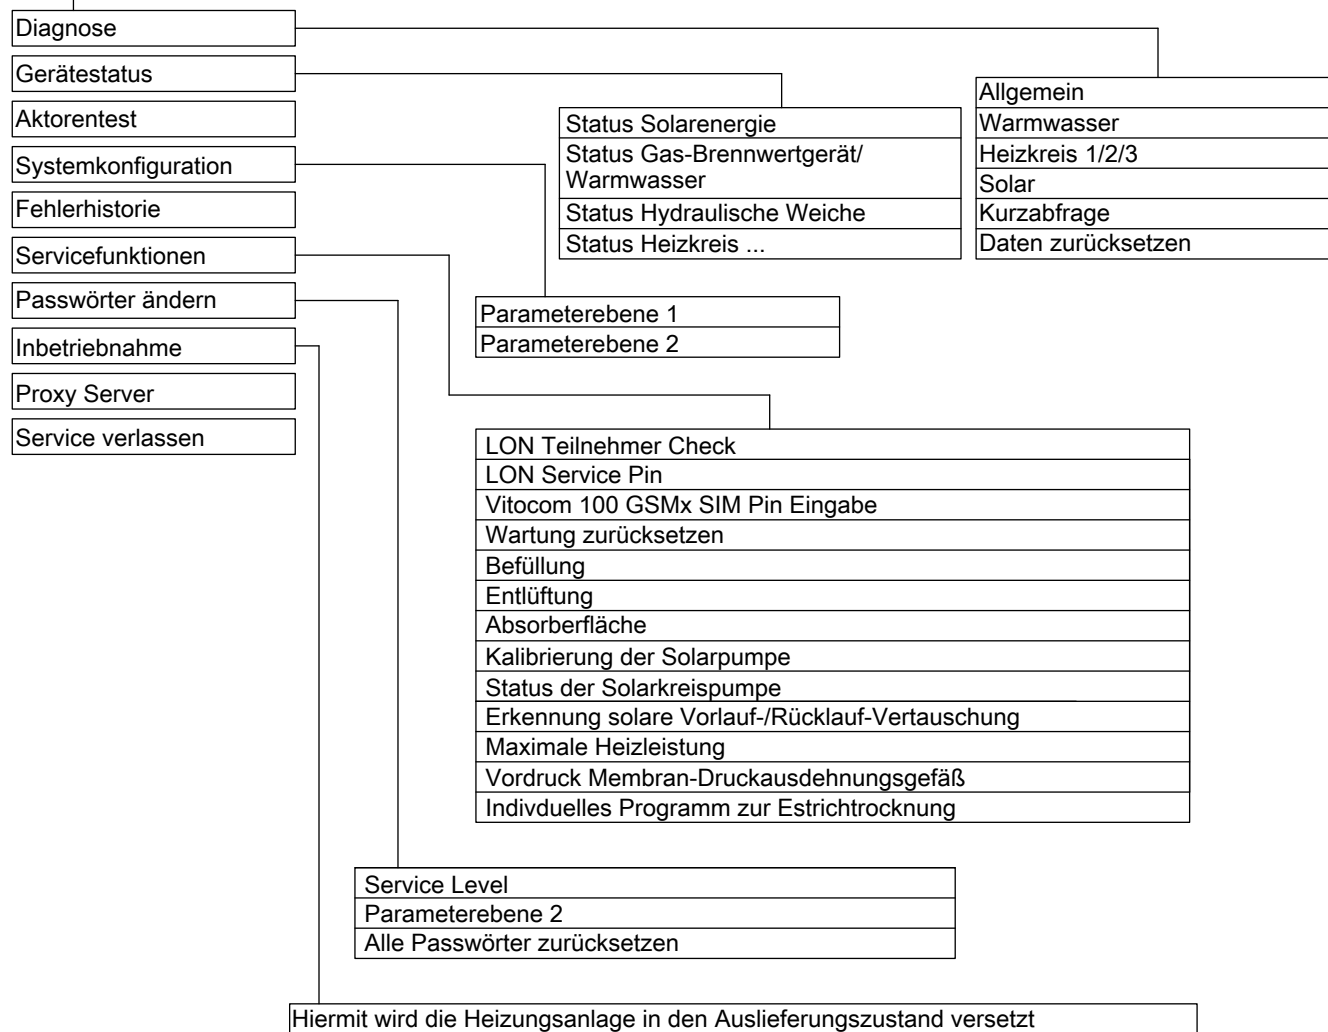 Diagnose
Gerätestatus
Aktorentest
Systemkonfiguration
Fehlerhistorie
Servicefunktionen
Passwörter ändern
Inbetriebnahme
Proxy Server
Service verlassen
Allgemein
Warmwasser
Heizkreis 1/2/3
Solar
Kurzabfrage
Daten zurücksetzen
Status Solarenergie
Status Gas-Brennwertgerät/
Warmwasser
Status Hydraulische Weiche
Status Heizkreis ...
Parameterebene 1
Parameterebene 2
LON Teilnehmer Check
LON Service Pin
Vitocom 100 GSMx SIM Pin Eingabe
Wartung zurücksetzen
Befüllung
Entlüftung
Absorberfläche
Kalibrierung der Solarpumpe
Status der Solarkreispumpe
Erkennung solare Vorlauf-/Rücklauf-Vertauschung
Maximale Heizleistung
Vordruck Membran-Druckausdehnungsgefäß
Indivduelles Programm zur Estrichtrocknung
Service Level
Parameterebene 2
Alle Passwörter zurücksetzen
Hiermit wird die Heizungsanlage in den Auslieferungszustand versetzt